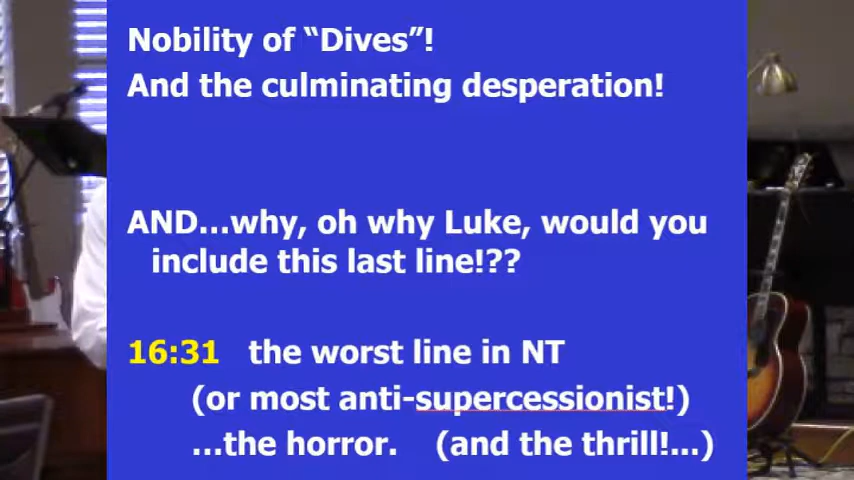 Nobility of “Dives”!
And the culminating desperation!
AND...why, oh why Luke, would you
include this last line!??
16:31 the worst line in NT
(or most anti-supercessionist!)
...the horror. (and the thrill!...)